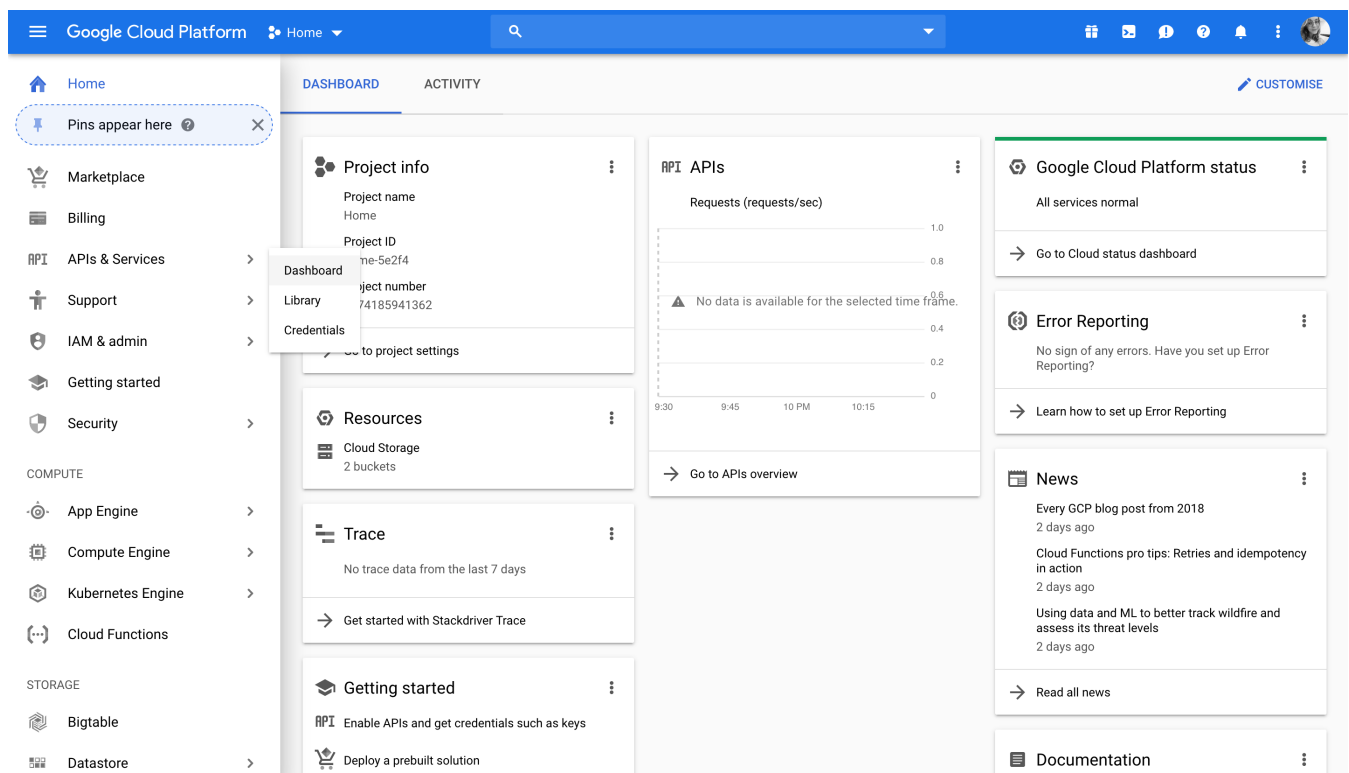 Google Cloud Platform
Home
Home
Pins appear here
Marketplace
Billing
API APIs & Services
Support
IAM & admin
Getting started
Security
COMPUTE
App Engine
Compute Engine
Kubernetes Engine
Cloud Functions
STORAGE
Bigtable
Datastore
Dashboard
Library
Credentials
DASHBOARD
ACTIVITY
CUSTOMISE
Project info
Project name
Home
Project ID
me-5e2f4
ject number
74185941362
to project settings
Resources
Cloud Storage
2 buckets
Trace
No trace data from the last 7 days
Get started with Stackdriver Trace
Getting started
API Enable APIs and get credentials such as keys
Deploy a prebuilt solution
API APIs
Requests (requests/sec)
1.0
0.8
0.6
No data is available for the selected time frame.
0.4
0.2
0
9:30 9:45 10 PM 10:15
Go to APIs overview
Google Cloud Platform status
All services normal
Go to Cloud status dashboard
Error Reporting
No sign of any errors. Have you set up Error
Reporting?
Learn how to set up Error Reporting
News
Every GCP blog post from 2018
2 days ago
Cloud Functions pro tips: Retries and idempotency
in action
2 days ago
Using data and ML to better track wildfire and
assess its threat levels
2 days ago
Read all news
Documentation